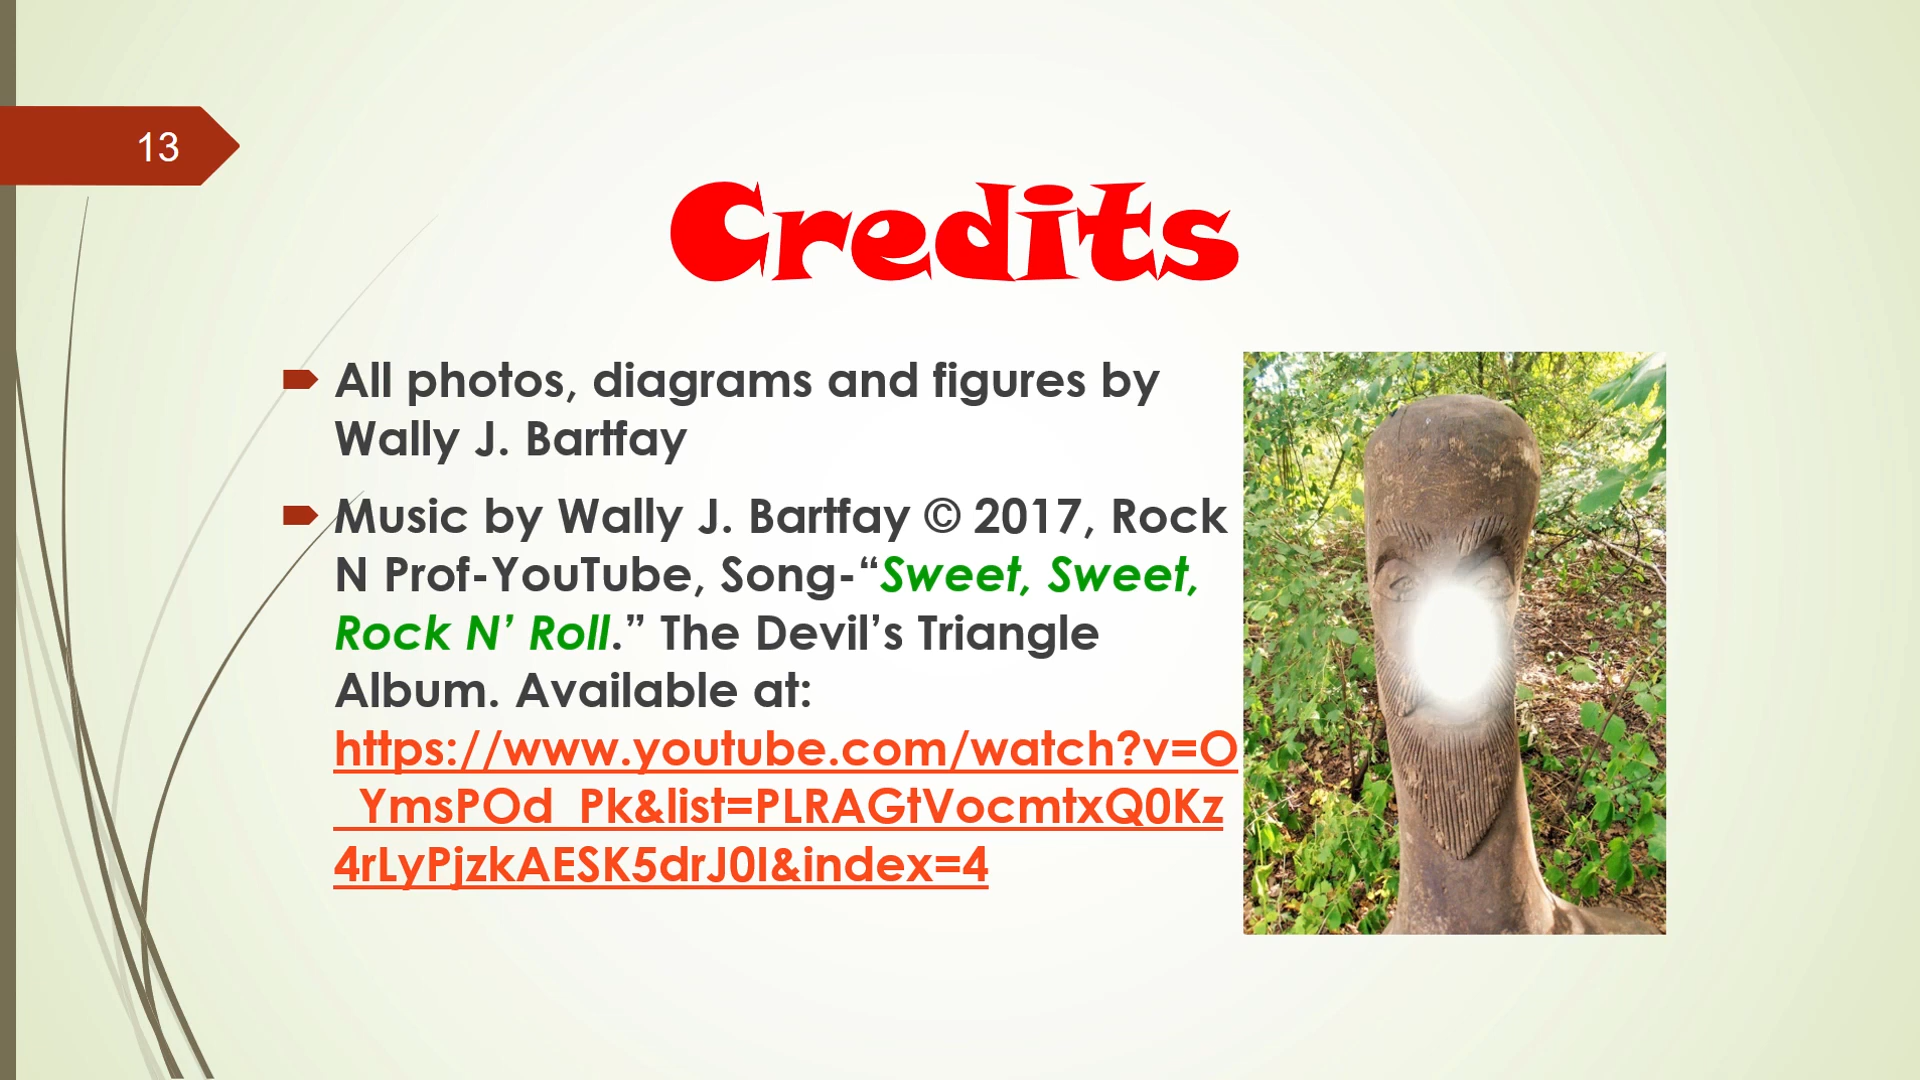 13
Credits
All photos, diagrams and figures by
Wally J. Bartfay
Music by Wally J. Bartfay © 2017, Rock
N Prof-YouTube, Song-“Sweet, Sweet,
Rock N’ Roll.” The Devil’s Triangle
Album. Available at:
https://www.youtube.com/watch?v=O
_YmsPOd_Pk&list=PLRAGtVocmtxQ0Kz
4rLyPjzkAESK5drJ0I&index=4